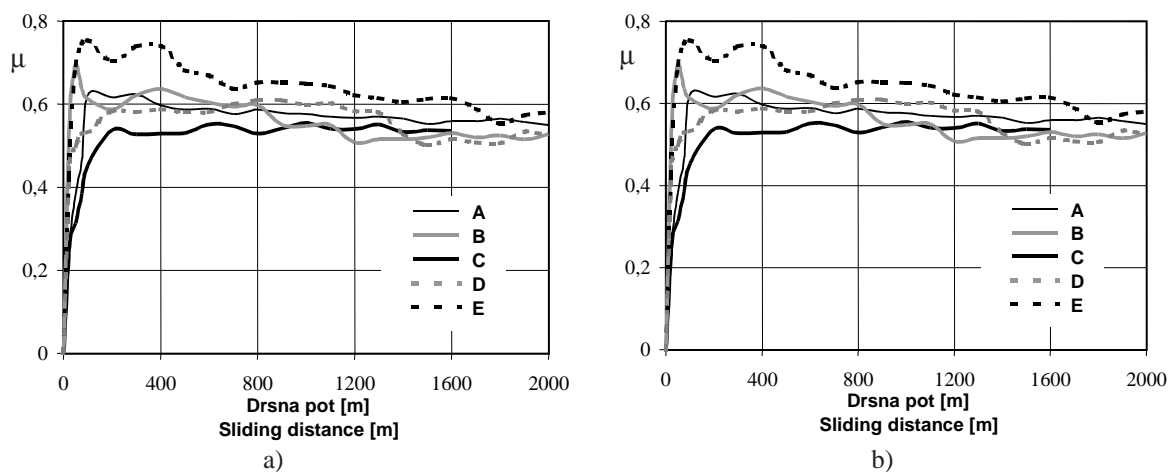 0,8
μ
0,6
0,4
0,2
0
A
B
C
D
E
0 400 800 1200 1600 2000
Drsna pot [m]
Sliding distance [m]
a)
0,8
μ
0,6
0,4
0,2
0
A
B
C
D
E
0 400 800 1200 1600 2000
Drsna pot [m]
Sliding distance [m]
b)